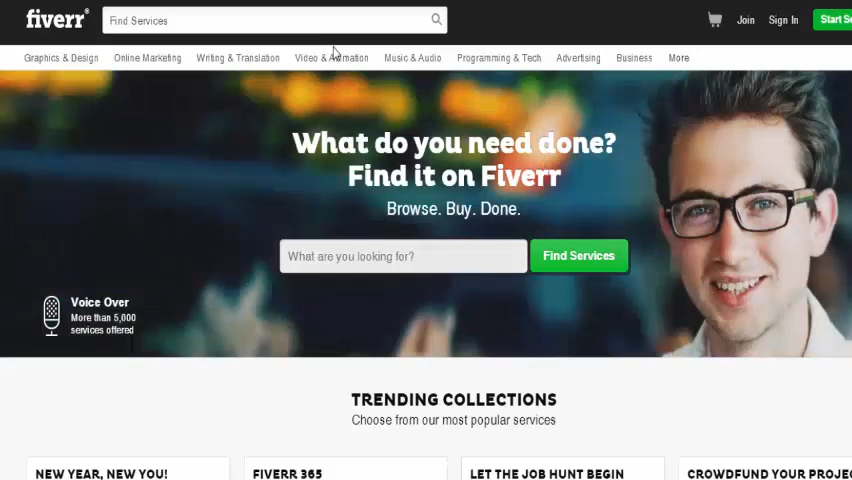 fiverr®
Find Services
Join
Sign In
Start
Graphics & Design
Online Marketing
Writing & Translation
Video & Animation
Music & Audio
Programming & Tech
Advertising
Business
More
What do you need done?
Find it on Fiverr
Browse. Buy. Done.
What are you looking for?
Find Services
Voice Over
More than 5,000
services offered
TRENDING COLLECTIONS
Choose from our most popular services
NEW YEAR, NEW YOU!
FIVERR 365
LET THE JOB HUNT BEGIN
CROWDFUND YOUR